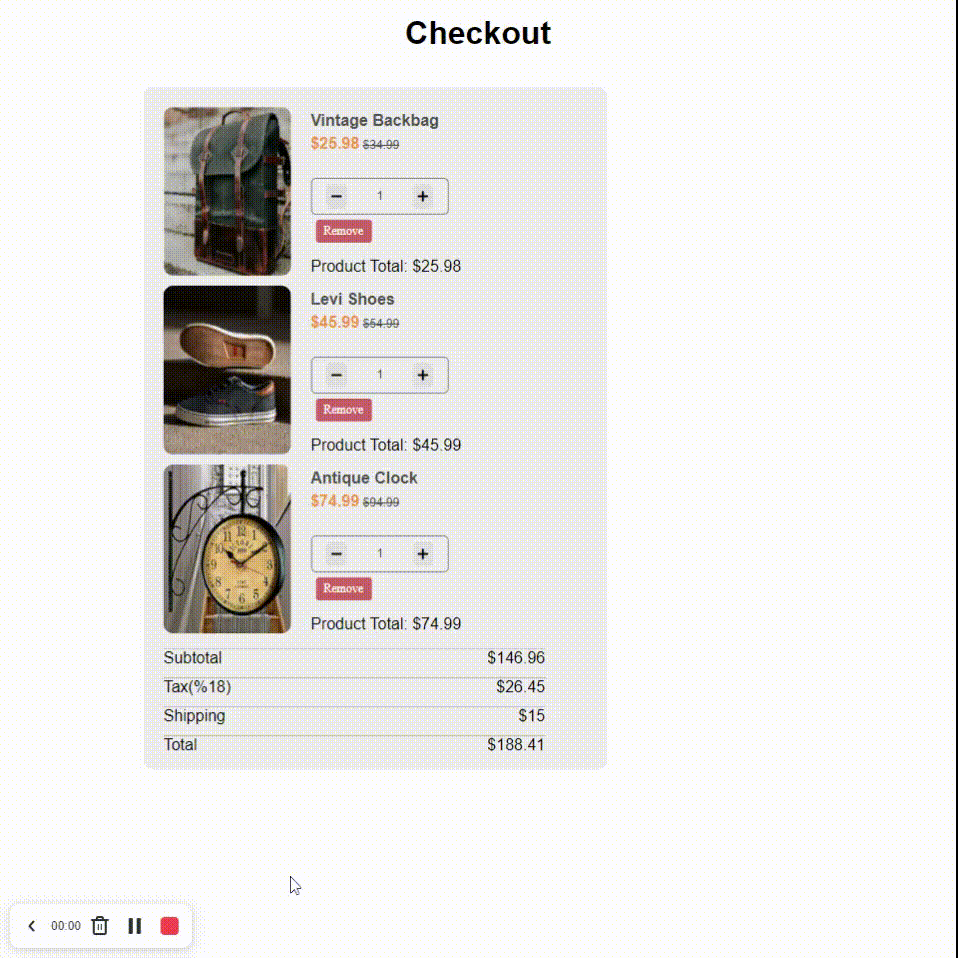 Checkout
Vintage Backbag
$25.98 $34.99
− 1 +
Remove
Product Total: $25.98
Levi Shoes
$45.99 $54.99
− 1 +
Remove
Product Total: $45.99
Antique Clock
$74.99 $94.99
− 1 +
Remove
Product Total: $74.99
Subtotal $146.96
Tax(%18) $26.45
Shipping $15
Total $188.41
00:00